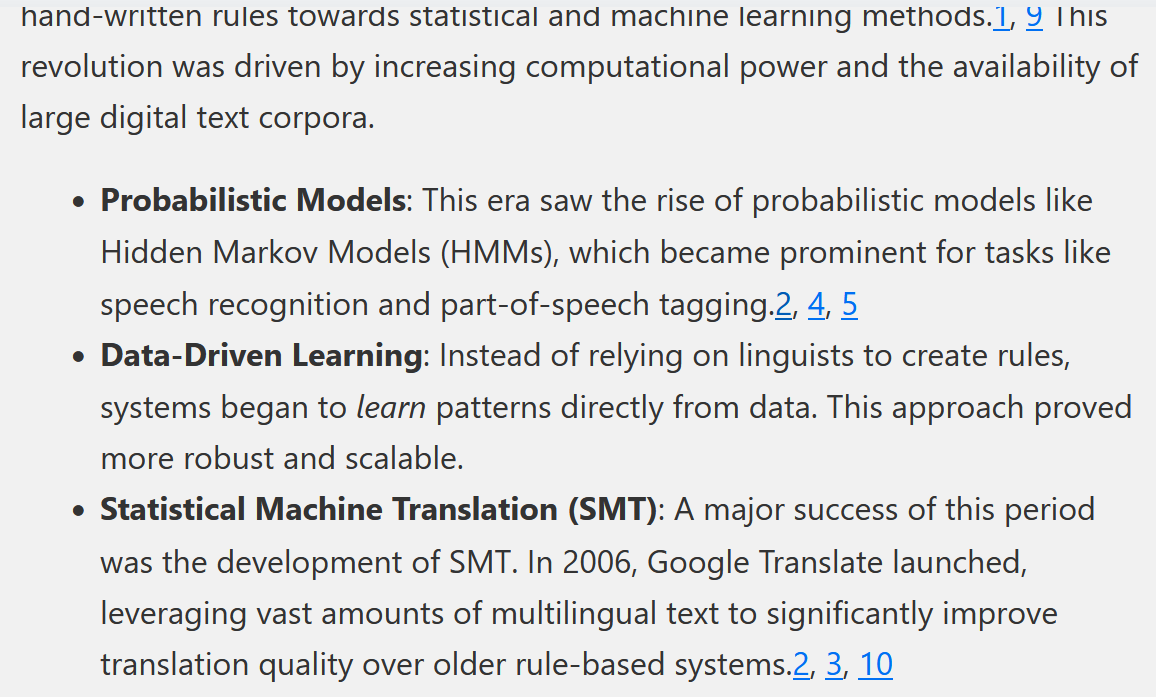 hand-written rules towards statistical and machine learning methods.1, 9 This
revolution was driven by increasing computational power and the availability of
large digital text corpora.
• Probabilistic Models: This era saw the rise of probabilistic models like
Hidden Markov Models (HMMs), which became prominent for tasks like
speech recognition and part-of-speech tagging.2, 4, 5
• Data-Driven Learning: Instead of relying on linguists to create rules,
systems began to learn patterns directly from data. This approach proved
more robust and scalable.
• Statistical Machine Translation (SMT): A major success of this period
was the development of SMT. In 2006, Google Translate launched,
leveraging vast amounts of multilingual text to significantly improve
translation quality over older rule-based systems.2, 3, 10